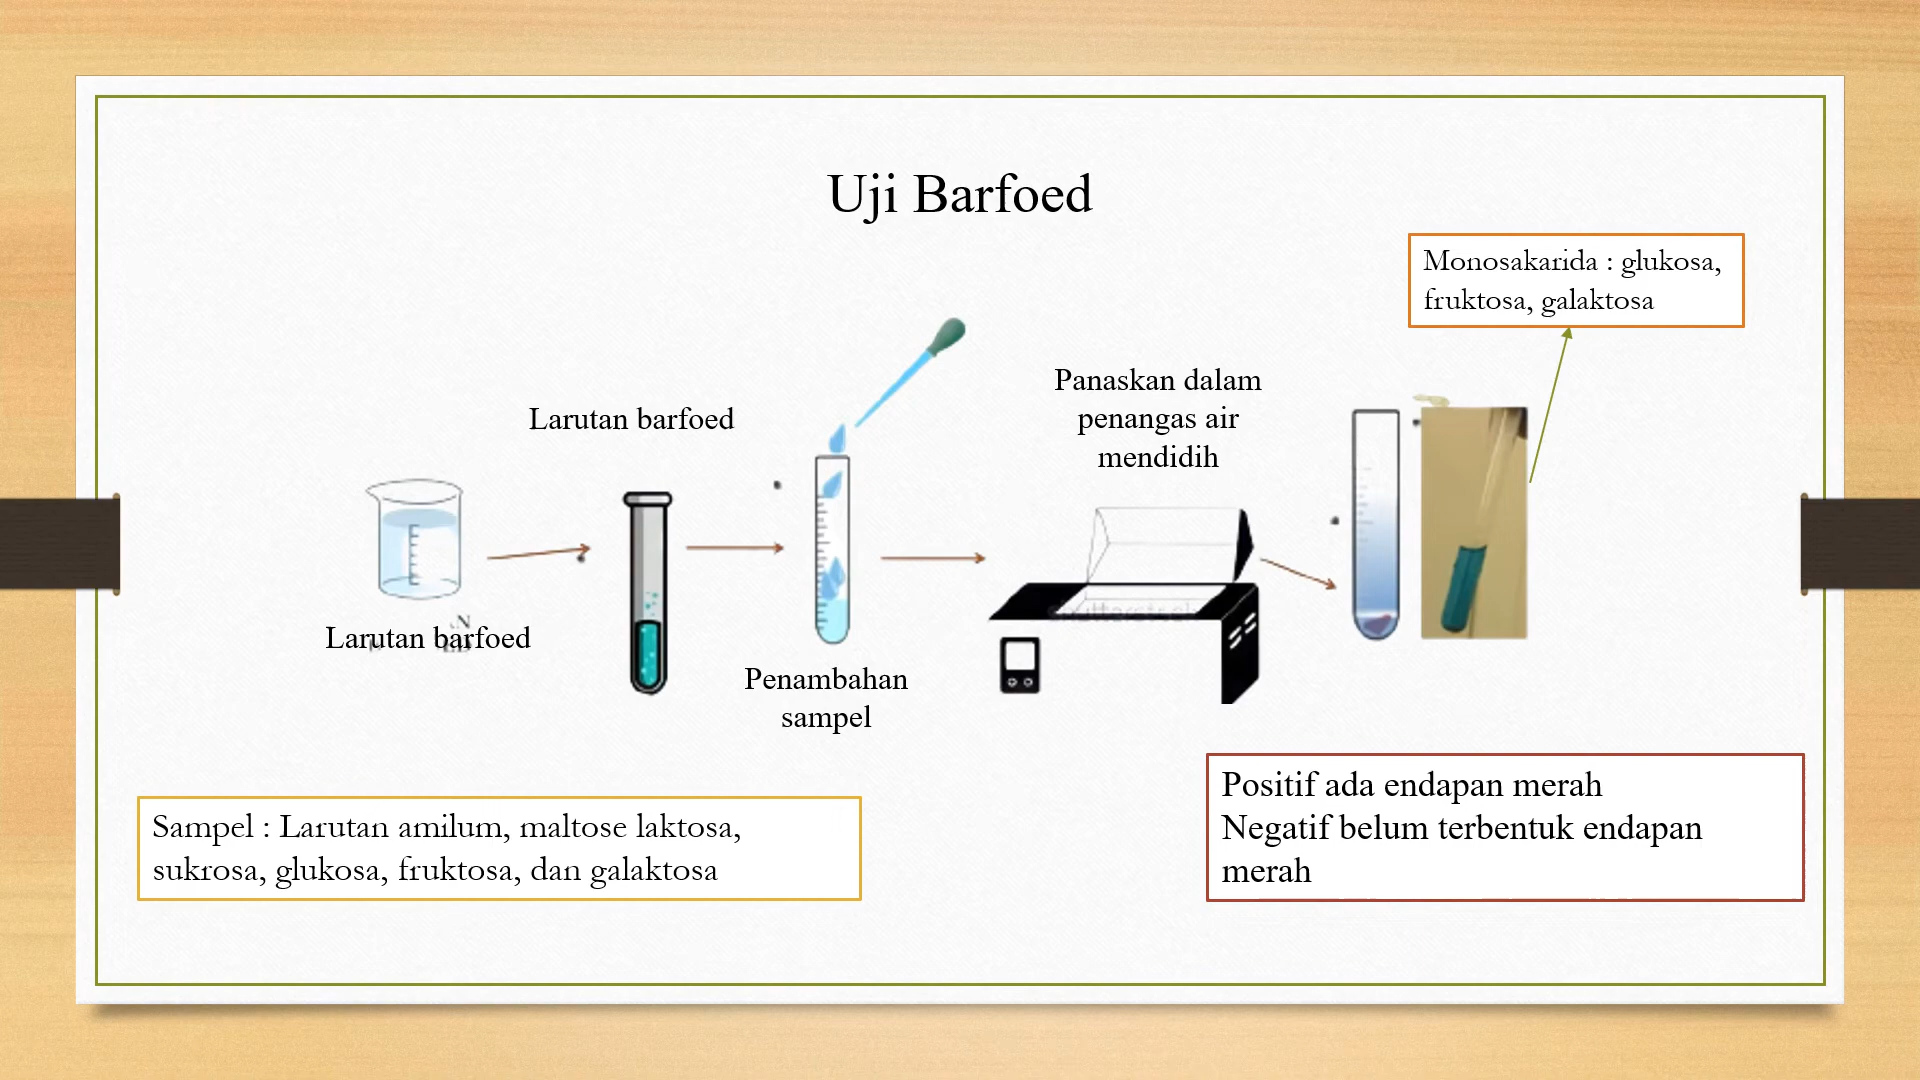 Uji Barfoed
Monosakarida : glukosa,
fruktosa, galaktosa
Larutan barfoed
Panaskan dalam
penangas air
mendidih
Larutan barfoed
Penambahan
sampel
Sampel : Larutan amilum, maltose laktosa,
sukrosa, glukosa, fruktosa, dan galaktosa
Positif ada endapan merah
Negatif belum terbentuk endapan
merah